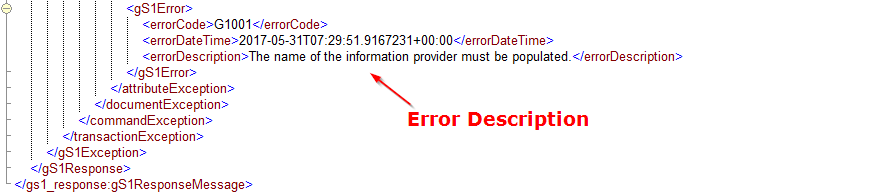 <gS1Error>
<errorCode>G1001</errorCode>
<errorDateTime>2017-05-31T07:29:51.9167231+00:00</errorDateTime>
<errorDescription>The name of the information provider must be populated.</errorDescription>
</gS1Error>
</attributeException>
</documentException>
</commandException>
</transactionException>
</gS1Exception>
</gS1Response>
</gs1_response:gS1ResponseMessage>
Error Description